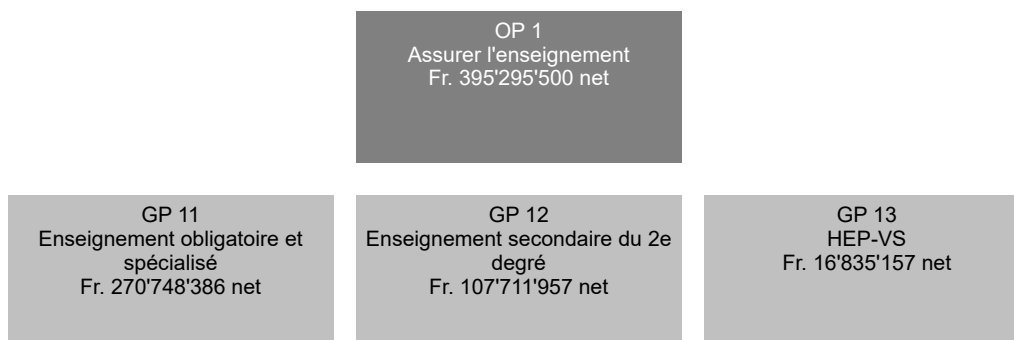 OP 1
Assurer l'enseignement
Fr. 395'295'500 net
GP 11
Enseignement obligatoire et
spécialisé
Fr. 270'748'386 net
GP 12
Enseignement secondaire du 2e
degré
Fr. 107'711'957 net
GP 13
HEP-VS
Fr. 16'835'157 net